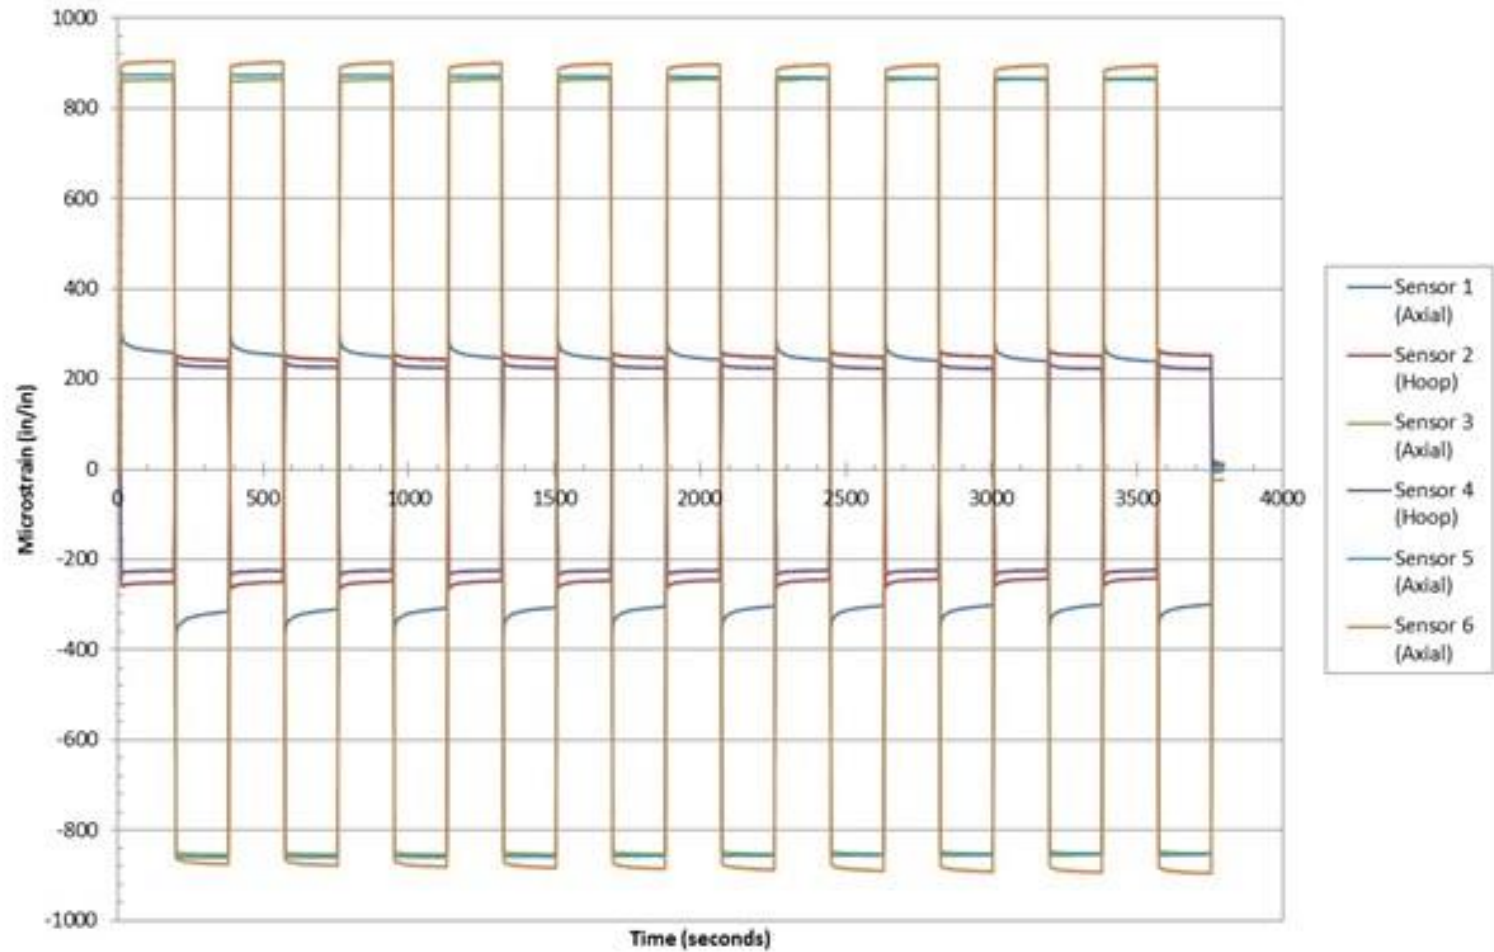 1000
800
600
400
200
0
-200
-400
-600
-800
-1000
Microstrain (in/in)
0 500 1000 1500 2000 2500 3000 3500 4000
Time (seconds)
Sensor 1
(Axial)
Sensor 2
(Hoop)
Sensor 3
(Axial)
Sensor 4
(Hoop)
Sensor 5
(Axial)
Sensor 6
(Axial)